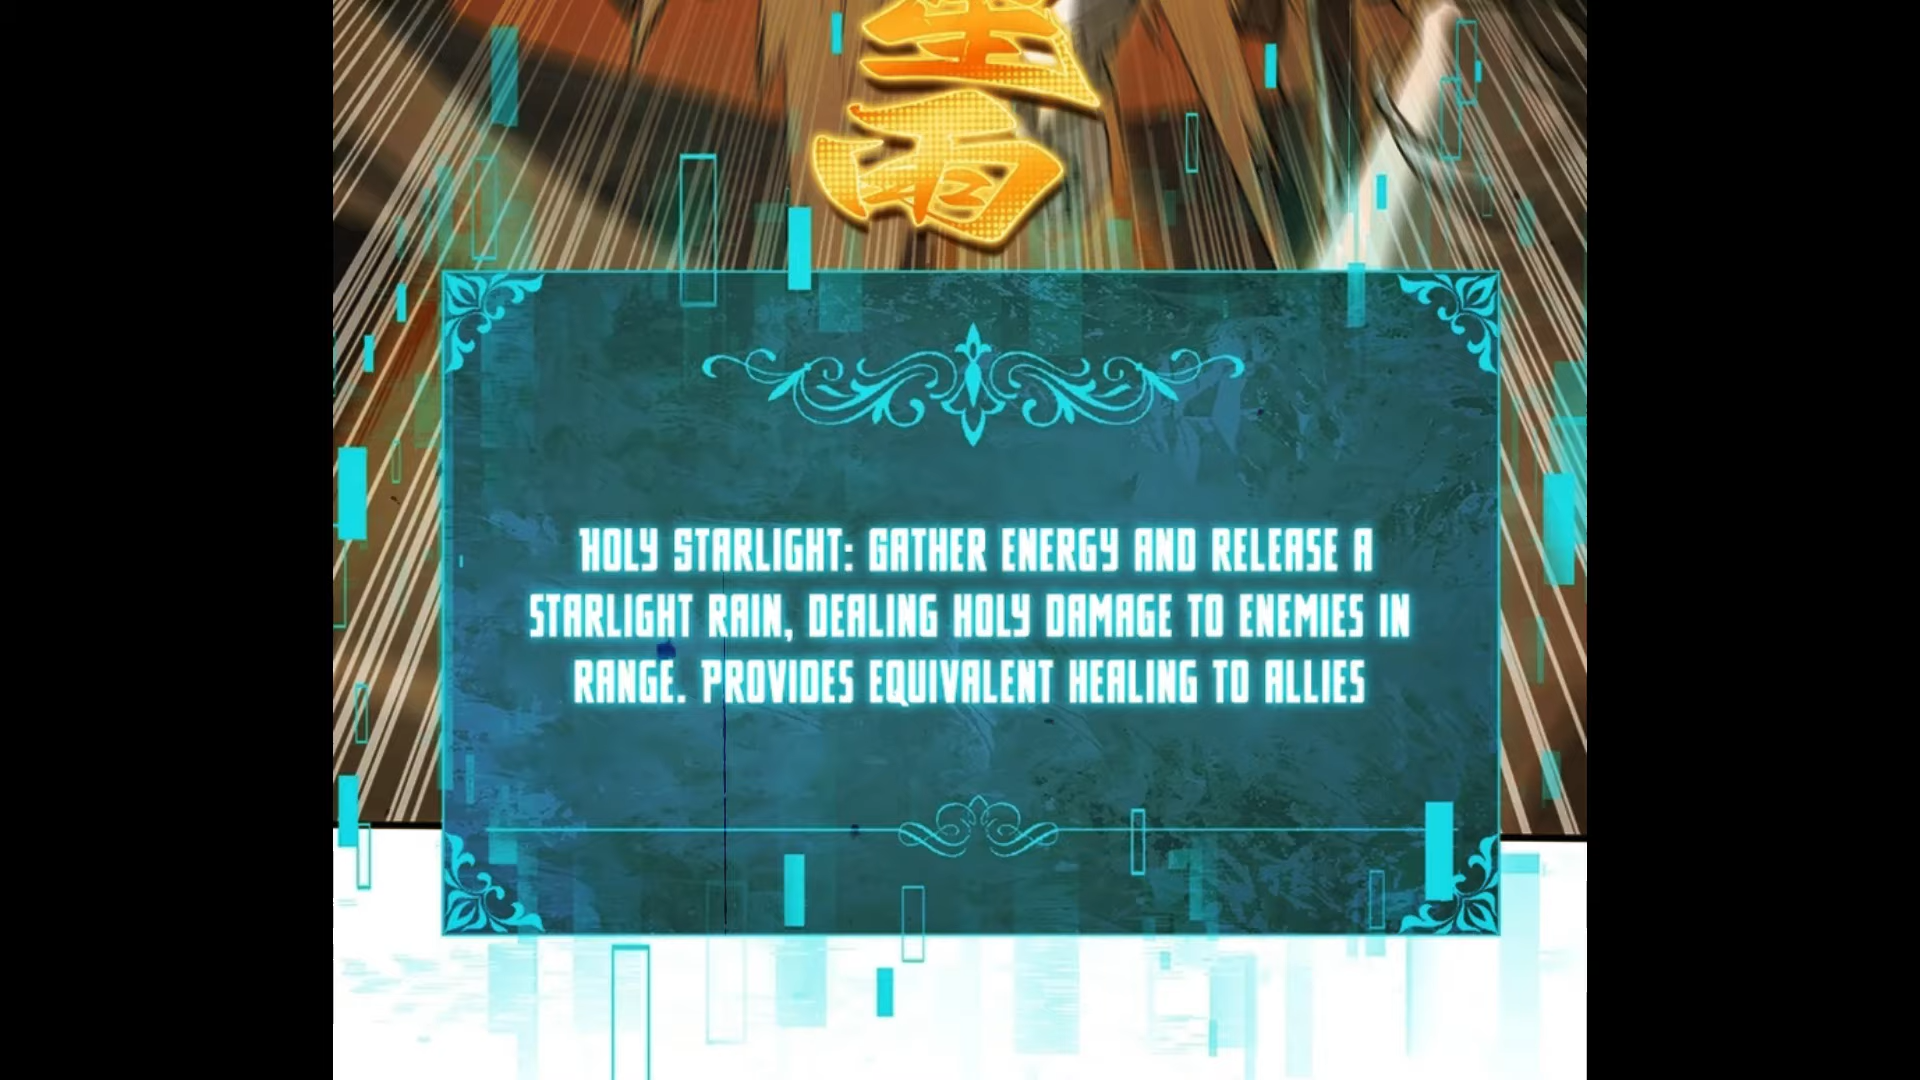 雨
HOLY STARLIGHT: GATHER ENERGY AND RELEASE A
STARLIGHT RAIN, DEALING HOLY DAMAGE TO ENEMIES IN
RANGE. PROVIDES EQUIVALENT HEALING TO ALLIES